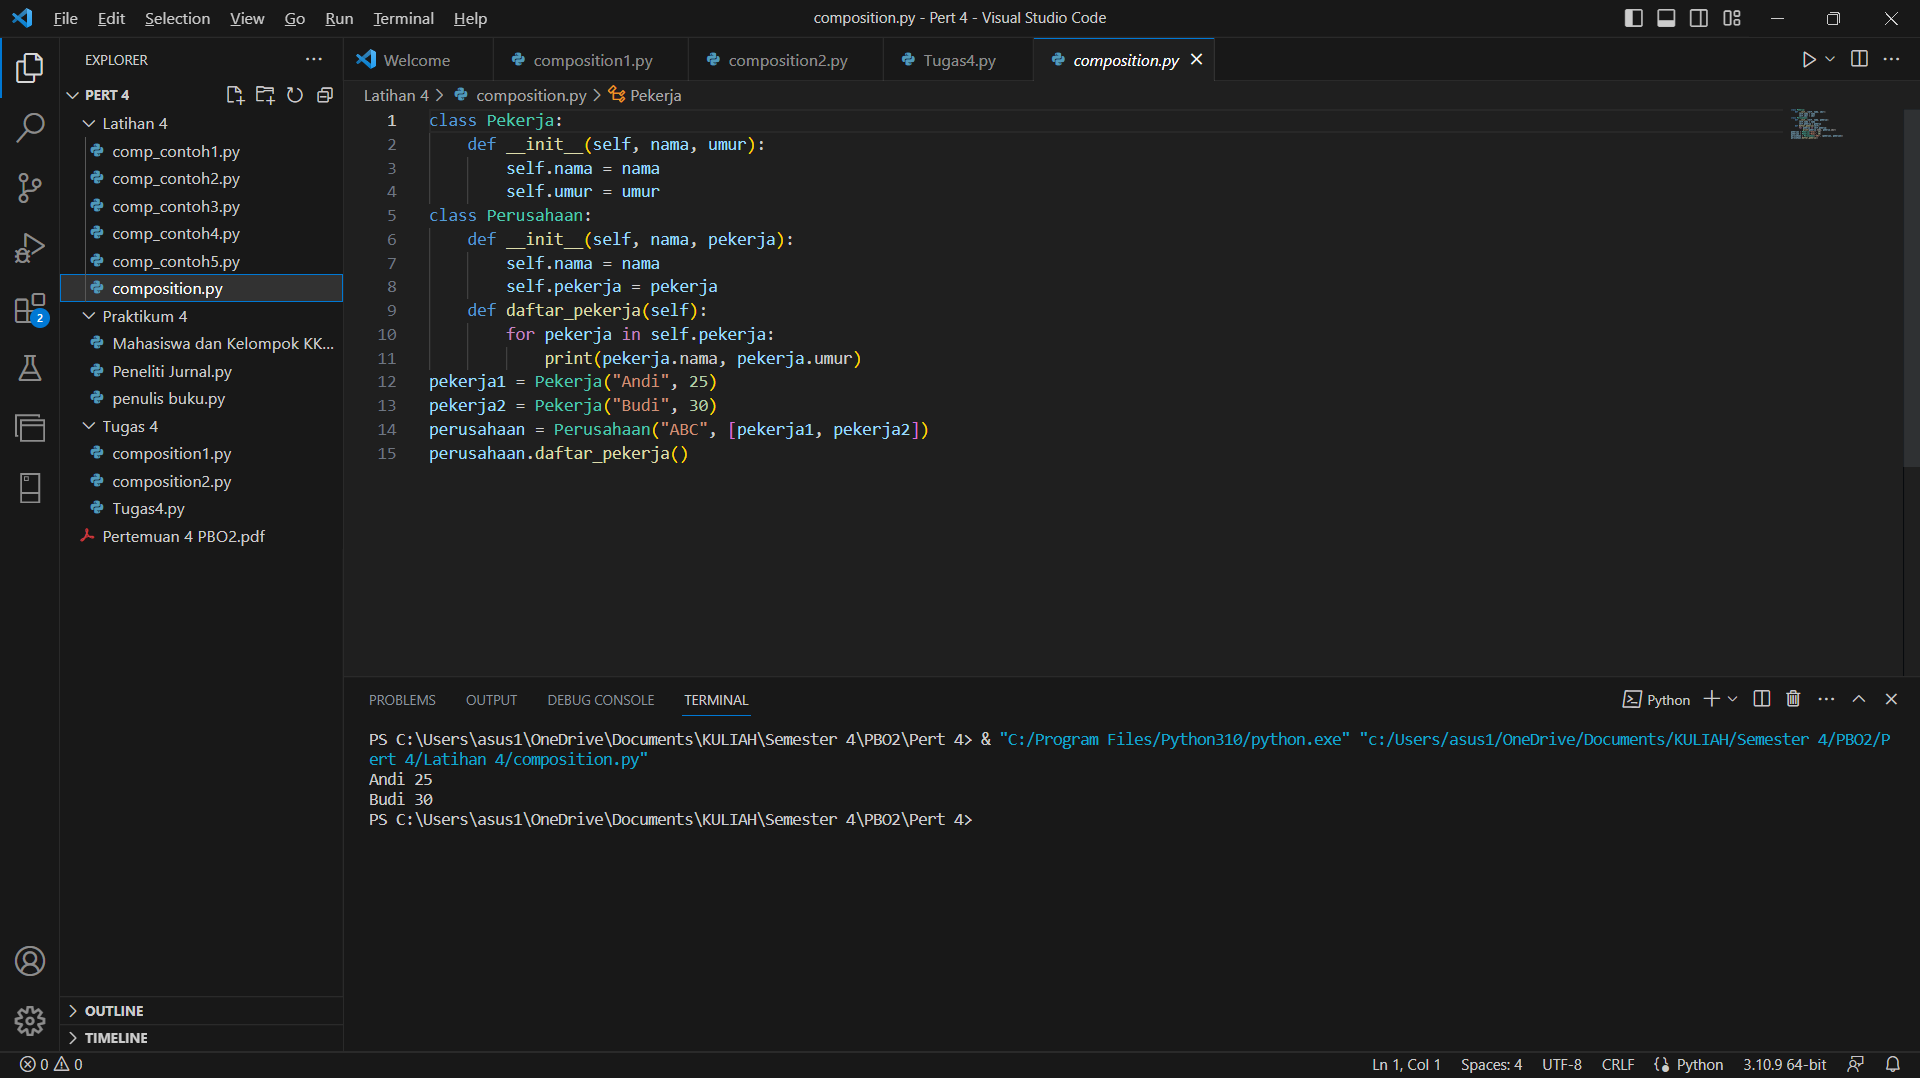 File Edit Selection View Go Run Terminal Help
composition.py - Pert 4 - Visual Studio Code
EXPLORER
PERT 4
Latihan 4
comp_contoh1.py
comp_contoh2.py
comp_contoh3.py
comp_contoh4.py
comp_contoh5.py
composition.py
Praktikum 4
Mahasiswa dan Kelompok KK...
Peneliti Jurnal.py
penulis buku.py
Tugas 4
composition1.py
composition2.py
Tugas4.py
Pertemuan 4 PBO2.pdf
OUTLINE
TIMELINE
2
Welcome composition1.py composition2.py Tugas4.py composition.py
Latihan 4 > composition.py > Pekerja
1 class Pekerja:
2     def __init__(self, nama, umur):
3         self.nama = nama
4         self.umur = umur
5 class Perusahaan:
6     def __init__(self, nama, pekerja):
7         self.nama = nama
8         self.pekerja = pekerja
9     def daftar_pekerja(self):
10         for pekerja in self.pekerja:
11             print(pekerja.nama, pekerja.umur)
12 pekerja1 = Pekerja("Andi", 25)
13 pekerja2 = Pekerja("Budi", 30)
14 perusahaan = Perusahaan("ABC", [pekerja1, pekerja2])
15 perusahaan.daftar_pekerja()
PROBLEMS OUTPUT DEBUG CONSOLE TERMINAL
Python
PS C:\Users\asus1\OneDrive\Documents\KULIAH\Semester 4\PBO2\Pert 4> & "C:/Program Files/Python310/python.exe" "c:/Users/asus1/OneDrive/Documents/KULIAH/Semester 4/PBO2/P
ert 4/Latihan 4/composition.py"
Andi 25
Budi 30
PS C:\Users\asus1\OneDrive\Documents\KULIAH\Semester 4\PBO2\Pert 4>
0 0
Ln 1, Col 1 Spaces: 4 UTF-8 CRLF Python 3.10.9 64-bit